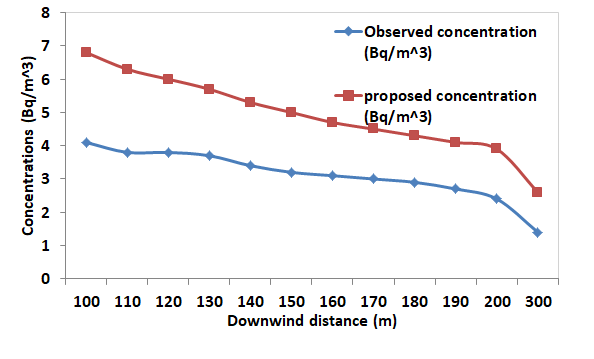 8
7
6
5
4
3
2
1
0
Concentrations (Bq/m^3)
Observed concentration
(Bq/m^3)
proposed concentration
(Bq/m^3)
100 110 120 130 140 150 160 170 180 190 200 300
Downwind distance (m)